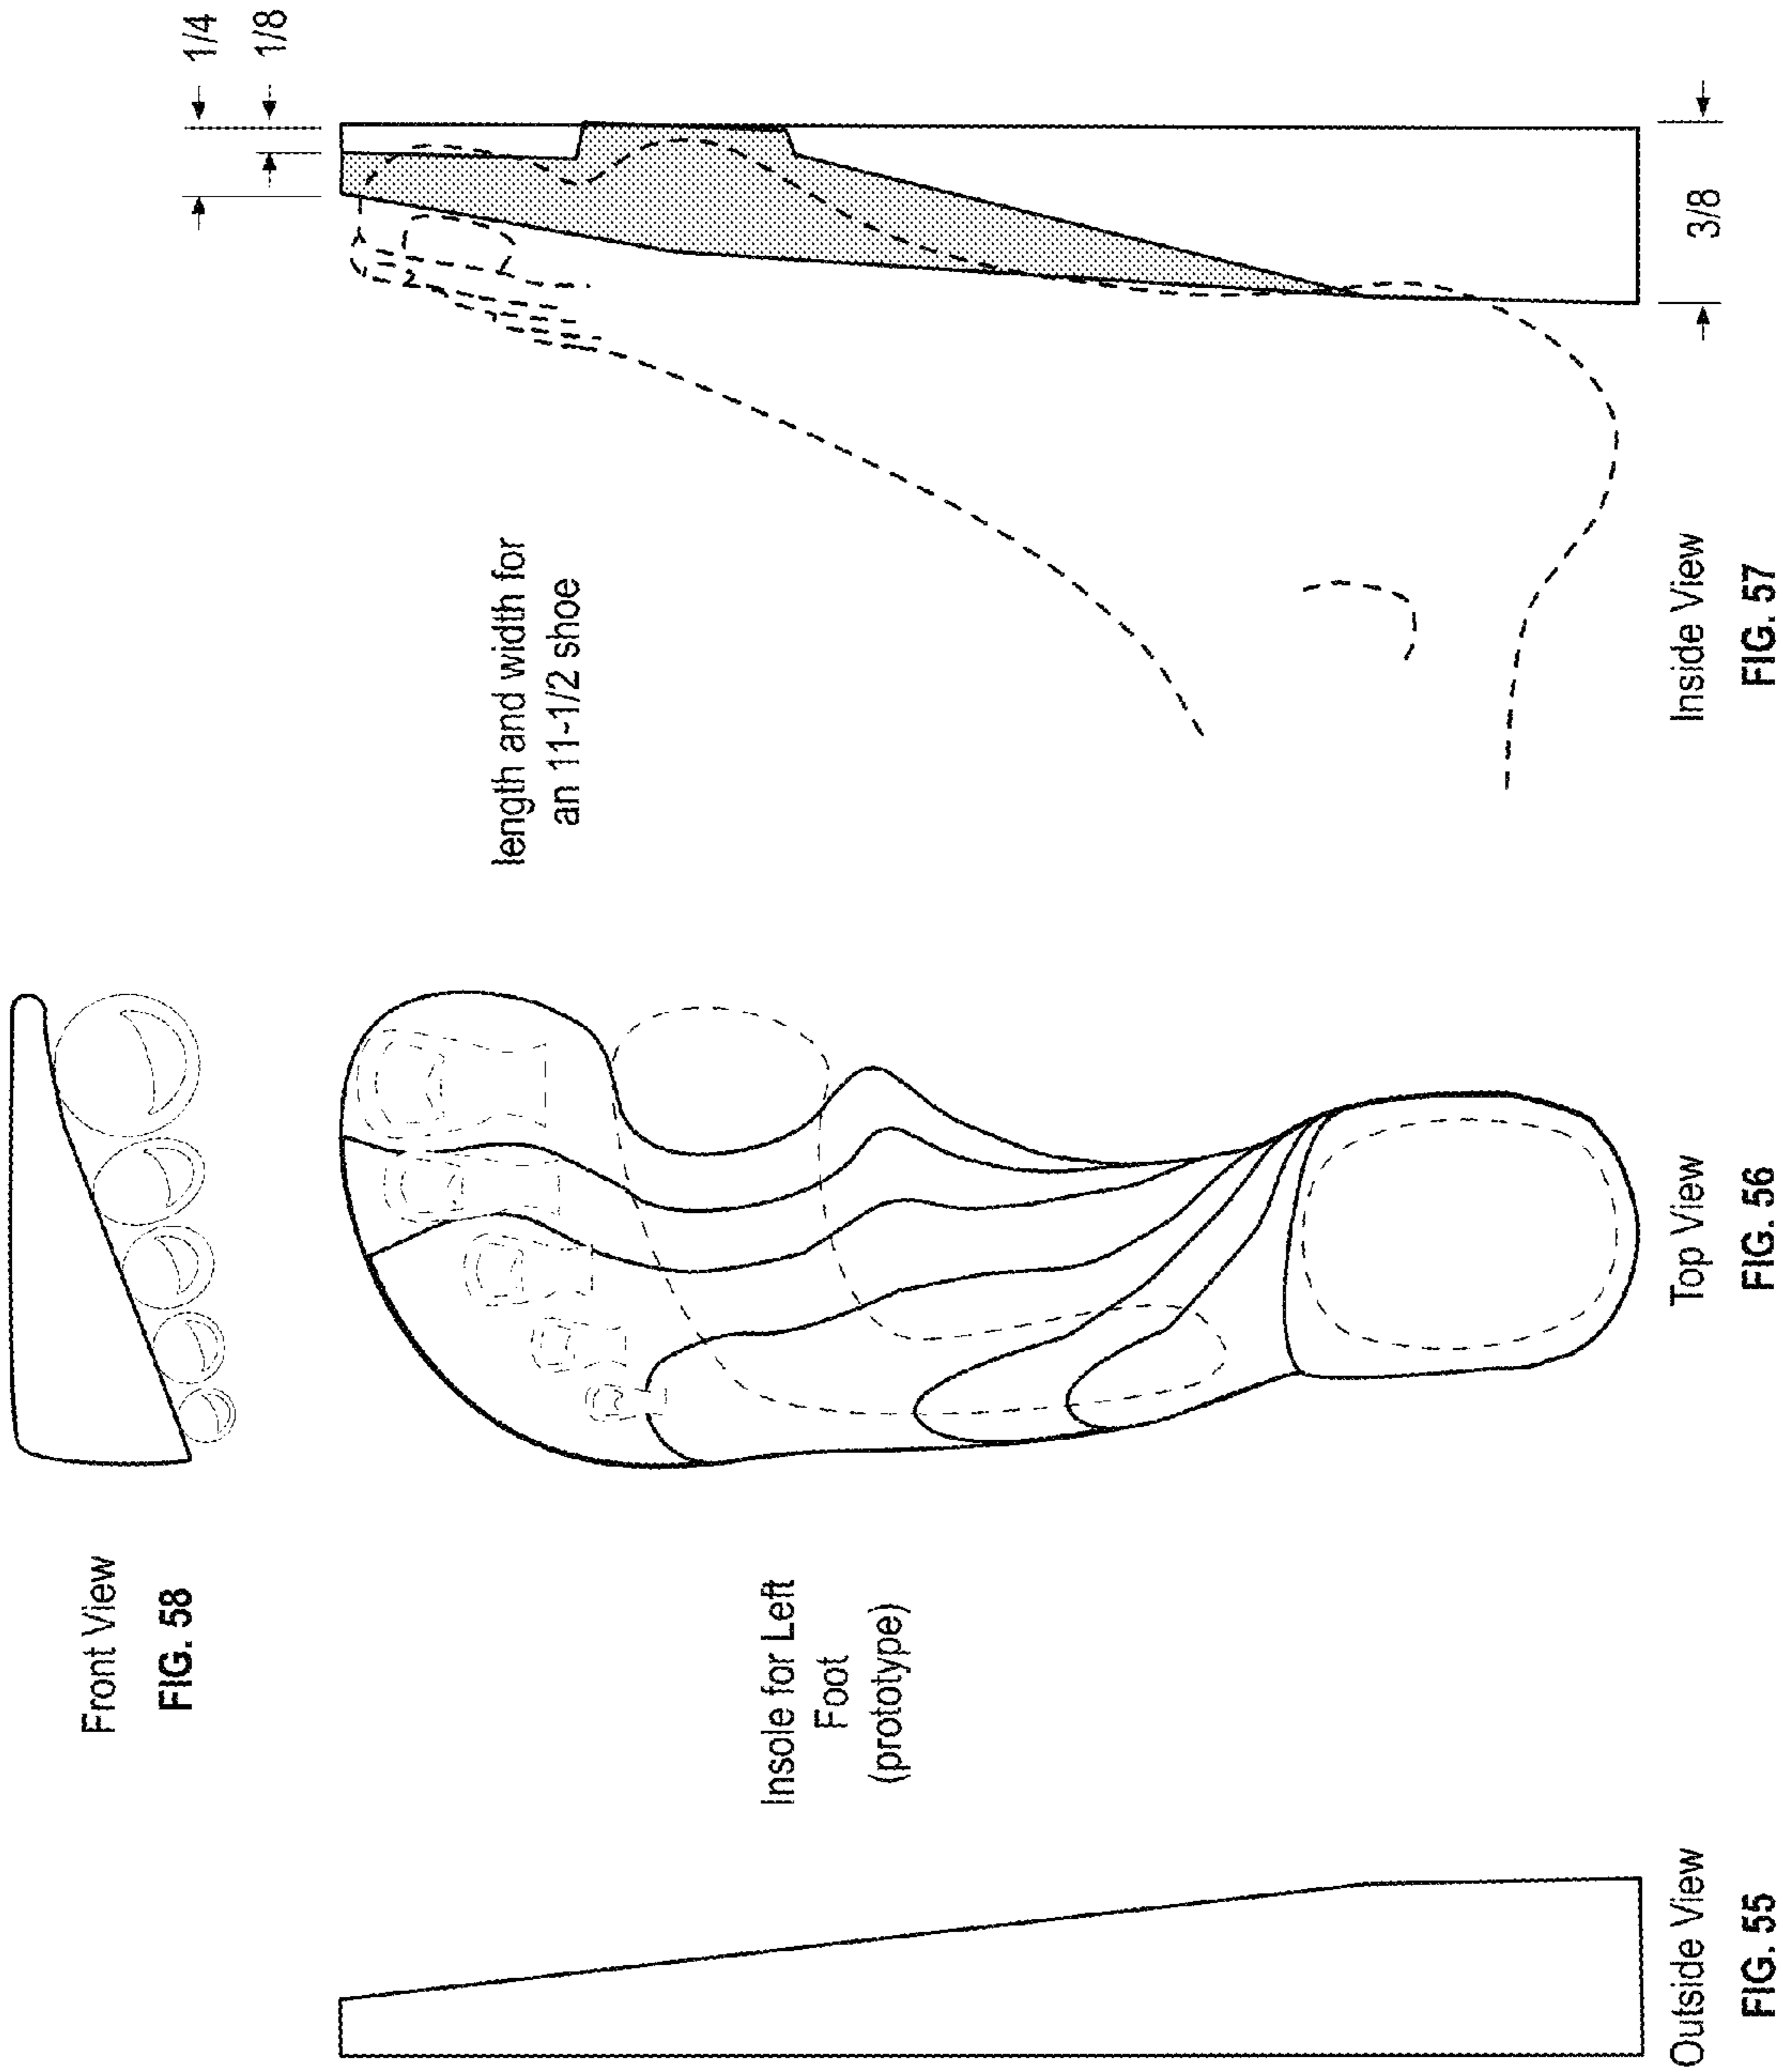 Front View
FIG. 58
1/4
1/8
length and width for
an 11-1/2 shoe
Insole for Left
Foot
(prototype)
3/8
Outside View
FIG. 55
Top View
FIG. 56
Inside View
FIG. 57